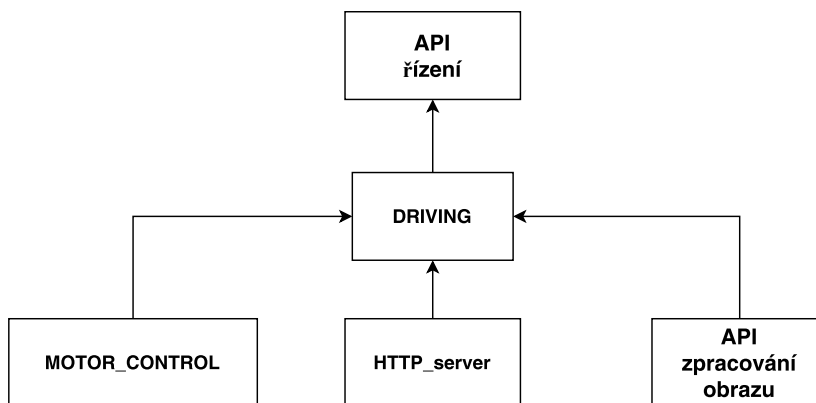 API
řízení
DRIVING
MOTOR_CONTROL
HTTP_server
API
zpracování
obrazu